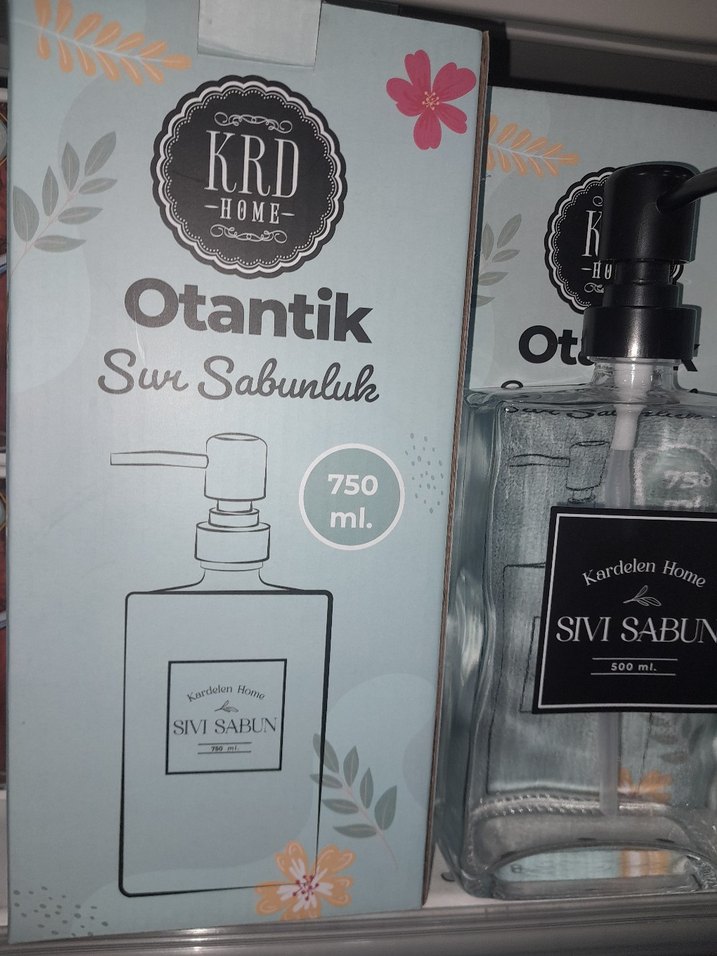 KRD
HOME
Otantik
Sıvı Sabunluk
750
ml.
Kardelen Home
SIVI SABUN
750 ml.
Kardelen Home
SIVI SABUN
500 ml.
750